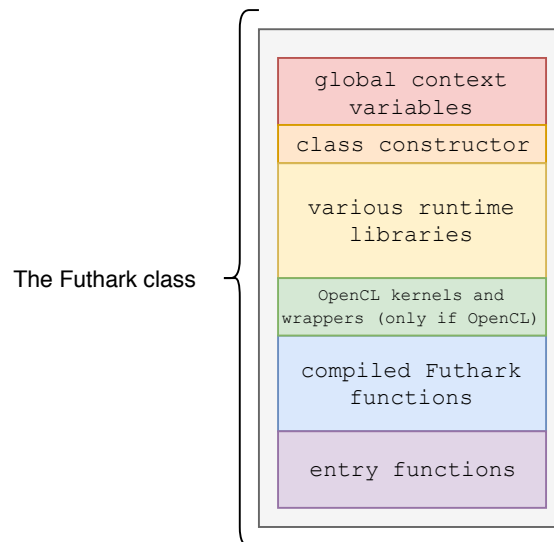 global context
variables
class constructor
various runtime
libraries
The Futhark class
OpenCL kernels and
wrappers (only if OpenCL)
compiled Futhark
functions
entry functions